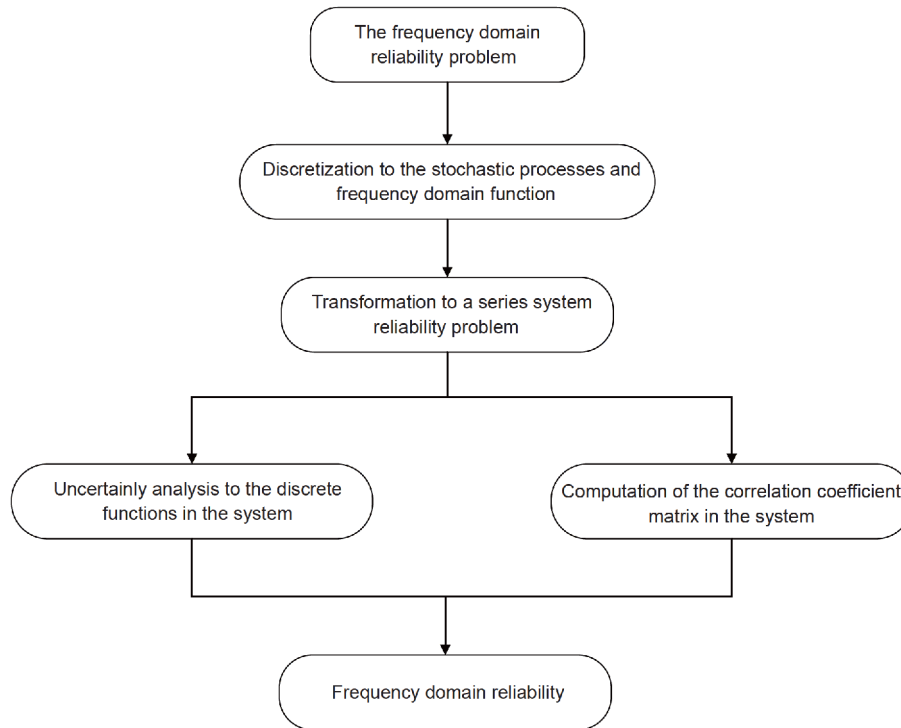 The frequency domain
reliability problem
Discretization to the stochastic processes and
frequency domain function
Transformation to a series system
reliability problem
Uncertainly analysis to the discrete
functions in the system
Computation of the correlation coefficient
matrix in the system
Frequency domain reliability